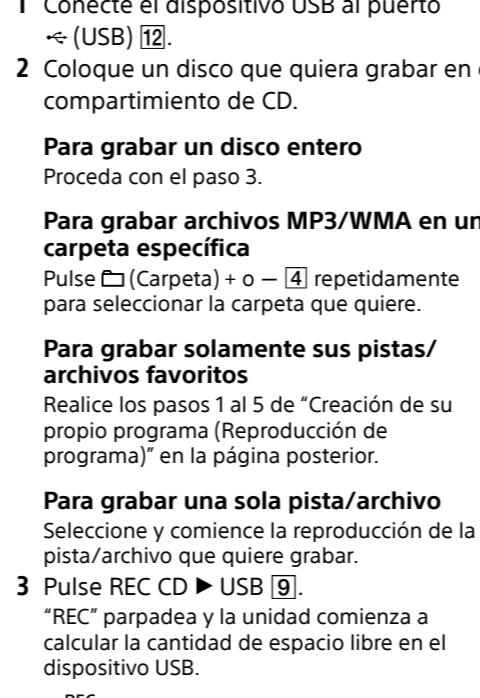 1 Conecte el dispositivo USB al puerto
(USB) 12.
2 Coloque un disco que quiera grabar en
compartimiento de CD.
Para grabar un disco entero
Proceda con el paso 3.
Para grabar archivos MP3/WMA en un
carpeta específica
Pulse (Carpeta) + o − 4 repetidamente
para seleccionar la carpeta que quiere.
Para grabar solamente sus pistas/
archivos favoritos
Realice los pasos 1 al 5 de “Creación de su
propio programa (Reproducción de
programa)” en la página posterior.
Para grabar una sola pista/archivo
Seleccione y comience la reproducción de la
pista/archivo que quiere grabar.
3 Pulse REC CD ► USB 9.
“REC” parpadea y la unidad comienza a
calcular la cantidad de espacio libre en el
dispositivo USB.
REC